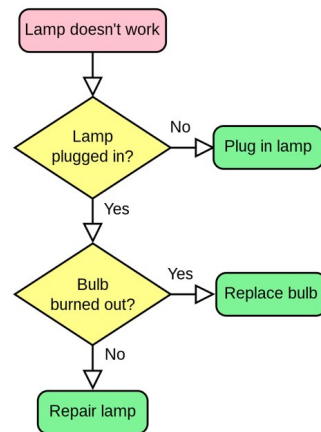 Lamp doesn't work
Lamp
plugged in?
No
Plug in lamp
Yes
Bulb
burned out?
Yes
Replace bulb
No
Repair lamp